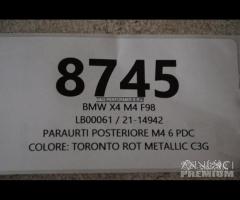 8745
BMW X4 M4 F98
LB00061 / 21-14942
PARAURTI POSTERIORE M4 6 PDC
COLORE: TORONTO ROT METALLIC C3G
ANNUNCI
PREMIUM